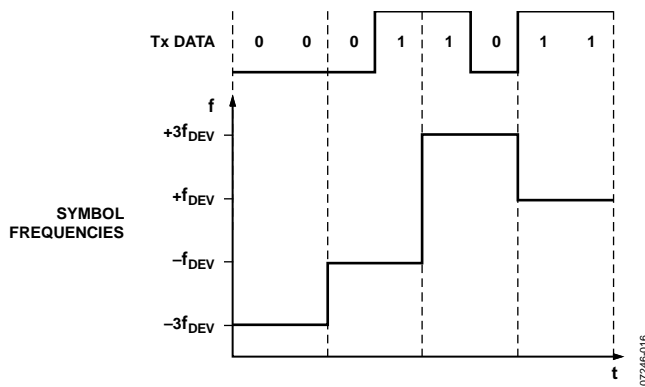 Tx DATA 0 0 0 1 1 0 1 1
f
+3fDEV
+fDEV
SYMBOL
FREQUENCIES
–fDEV
–3fDEV
t
07246-016